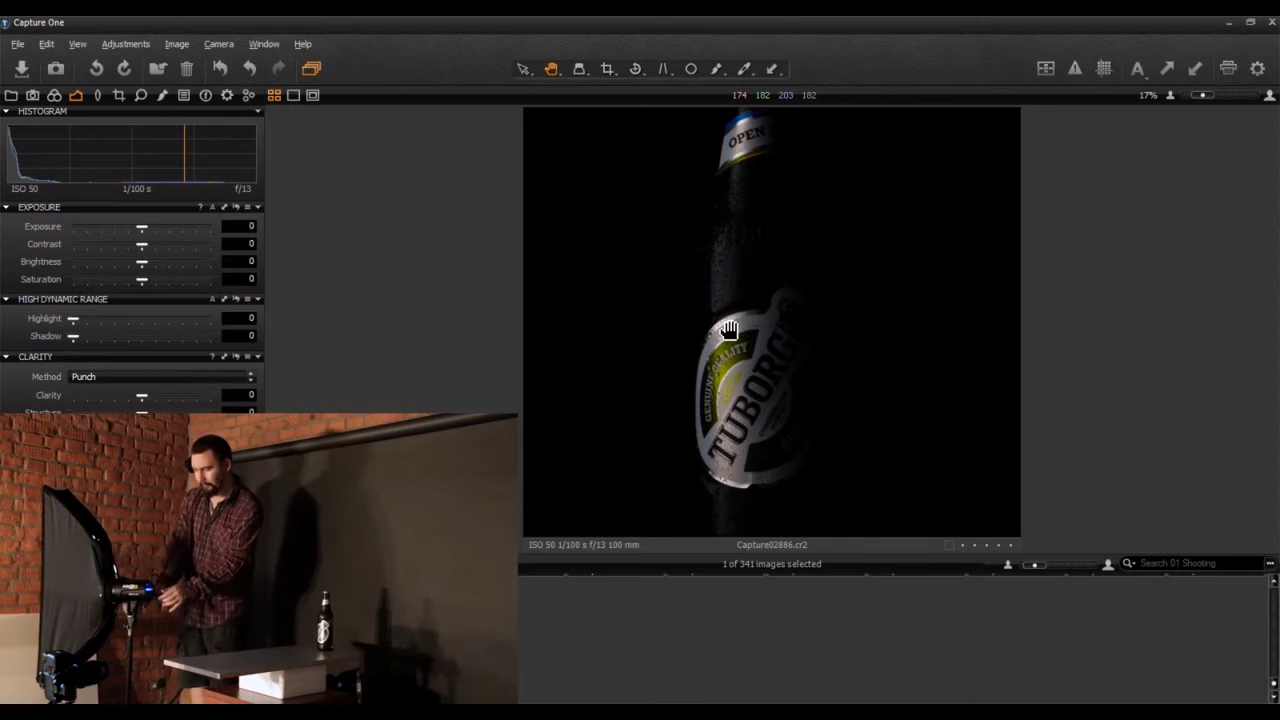 Capture One
File Edit View Adjustments Image Camera Window Help
174 182 203 182
17%
HISTOGRAM
ISO 50 1/100 s f/13
EXPOSURE
Exposure 0
Contrast 0
Brightness 0
Saturation 0
HIGH DYNAMIC RANGE
Highlight 0
Shadow 0
CLARITY
Method Punch
Clarity 0
Structure
OPEN
GENUINE QUALITY
TUBORG
ISO 50 1/100 s f/13 100 mm
Capture02886.cr2
1 of 341 images selected
Search 01 Shooting